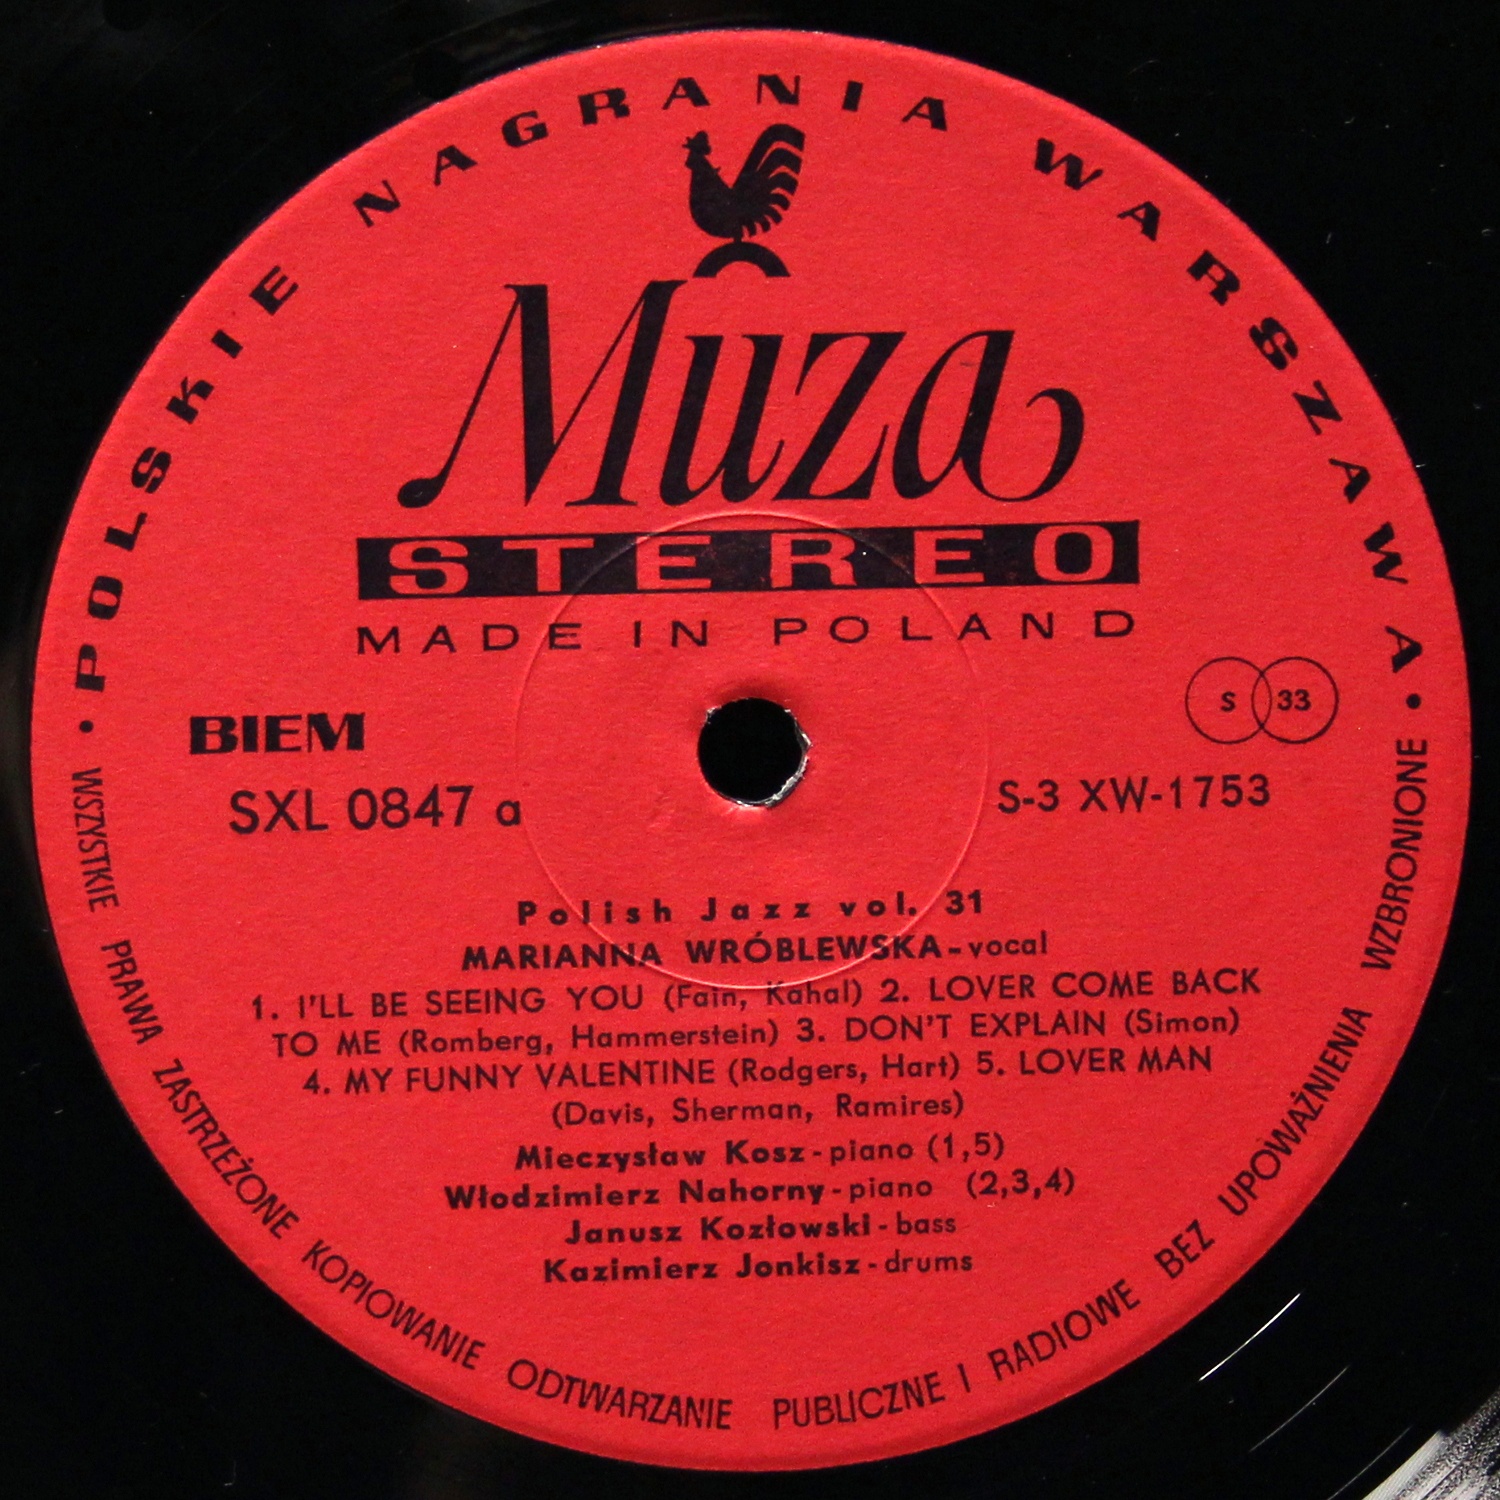 POLSKIE NAGRANIA WARSZAWA
Muza
STEREO
MADE IN POLAND
BIEM
S 33
SXL 0847 a
S-3 XW-1753
Polish Jazz vol. 31
MARIANNA WRÓBLEWSKA-vocal
1. I'LL BE SEEING YOU (Fain, Kahal) 2. LOVER COME BACK
TO ME (Romberg, Hammerstein) 3. DON'T EXPLAIN (Simon)
4. MY FUNNY VALENTINE (Rodgers, Hart) 5. LOVER MAN
(Davis, Sherman, Ramires)
Mieczysław Kosz-piano (1,5)
Włodzimierz Nahorny-piano (2,3,4)
Janusz Kozłowski-bass
Kazimierz Jonkisz-drums
• WSZYSTKIE PRAWA ZASTRZEŻONE KOPIOWANIE ODTWARZANIE PUBLICZNE I RADIOWE BEZ UPOWAŻNIENIA WZBRONIONE •